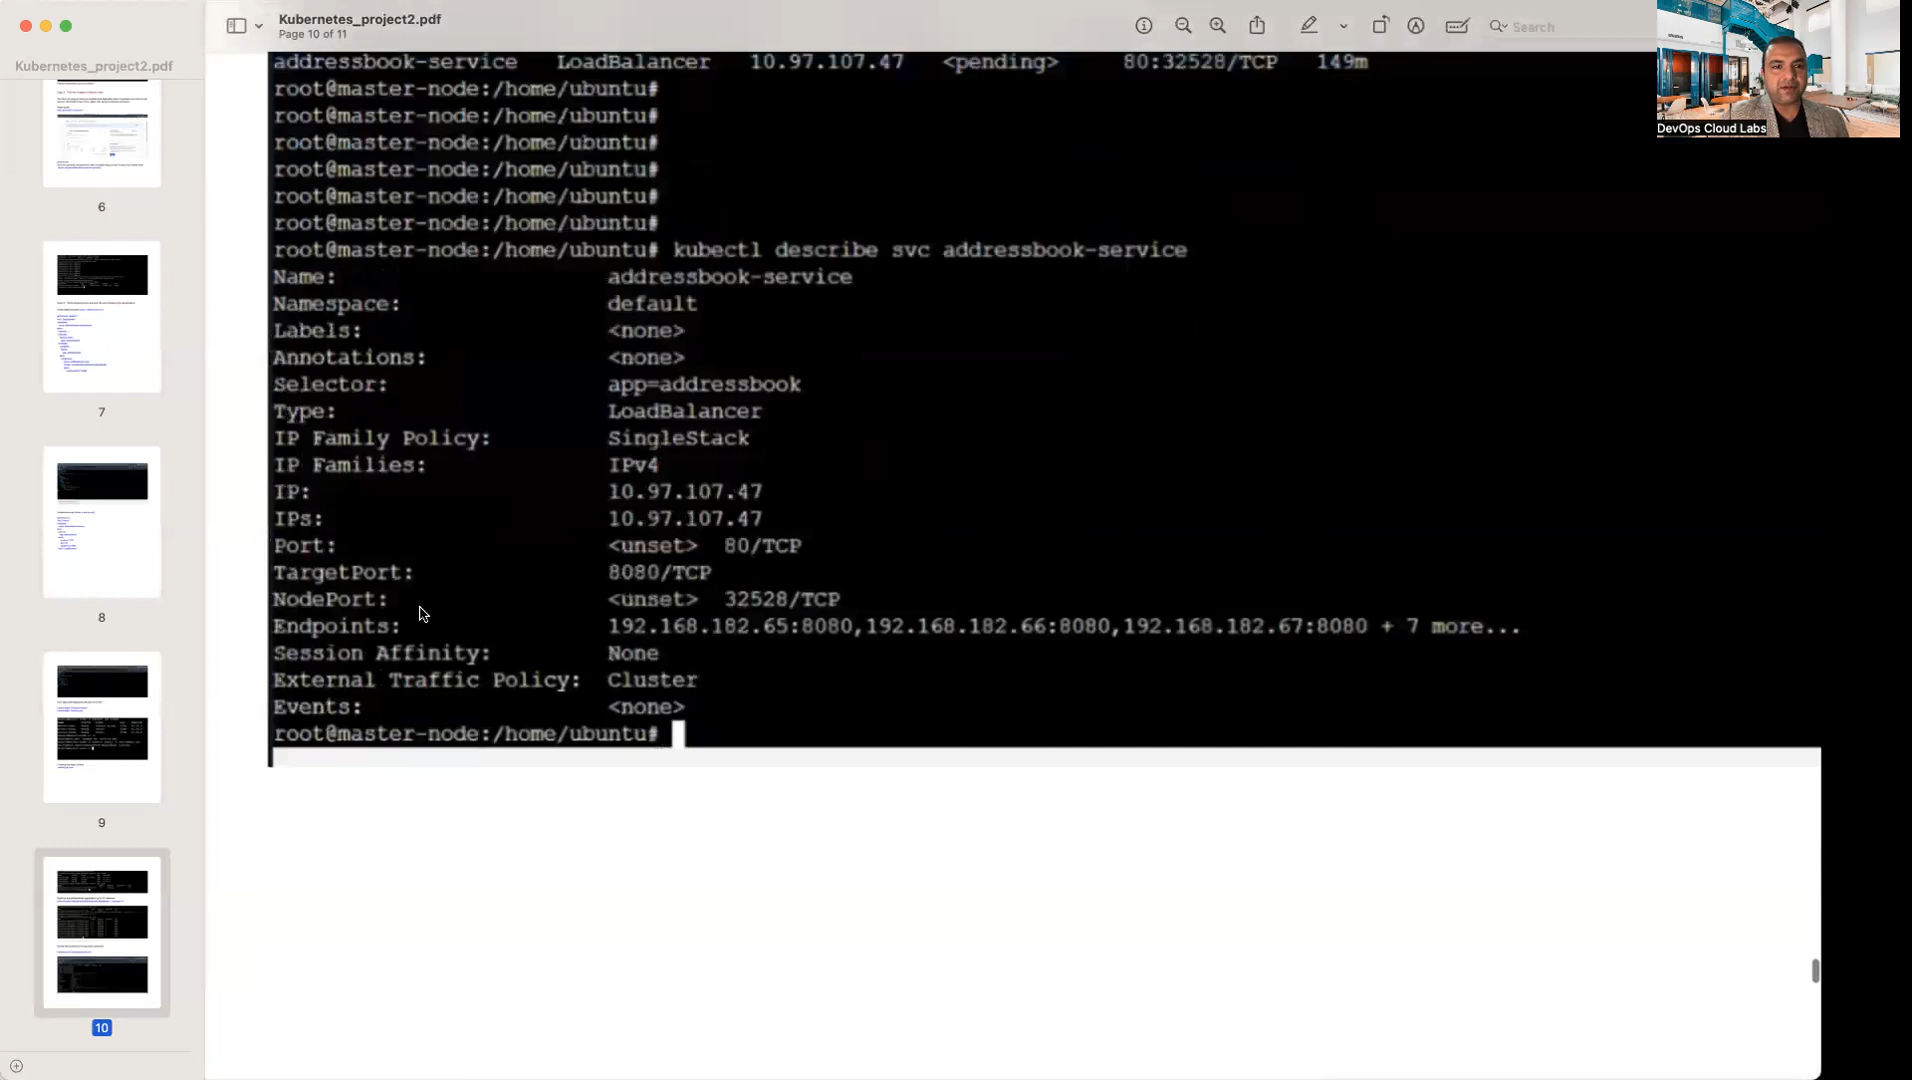 Kubernetes_project2.pdf
Page 10 of 11
Search
DevOps Cloud Labs
Kubernetes_project2.pdf
6
7
8
9
10
addressbook-service LoadBalancer 10.97.107.47 <pending> 80:32528/TCP 149m
root@master-node:/home/ubuntu#
root@master-node:/home/ubuntu#
root@master-node:/home/ubuntu#
root@master-node:/home/ubuntu#
root@master-node:/home/ubuntu#
root@master-node:/home/ubuntu#
root@master-node:/home/ubuntu# kubectl describe svc addressbook-service
Name: addressbook-service
Namespace: default
Labels: <none>
Annotations: <none>
Selector: app=addressbook
Type: LoadBalancer
IP Family Policy: SingleStack
IP Families: IPv4
IP: 10.97.107.47
IPs: 10.97.107.47
Port: <unset> 80/TCP
TargetPort: 8080/TCP
NodePort: <unset> 32528/TCP
Endpoints: 192.168.182.65:8080,192.168.182.66:8080,192.168.182.67:8080 + 7 more...
Session Affinity: None
External Traffic Policy: Cluster
Events: <none>
root@master-node:/home/ubuntu#